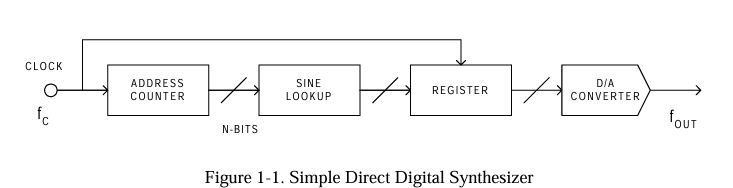 CLOCK
f_C
ADDRESS
COUNTER
N-BITS
SINE
LOOKUP
REGISTER
D/A
CONVERTER
f_OUT
Figure 1-1. Simple Direct Digital Synthesizer